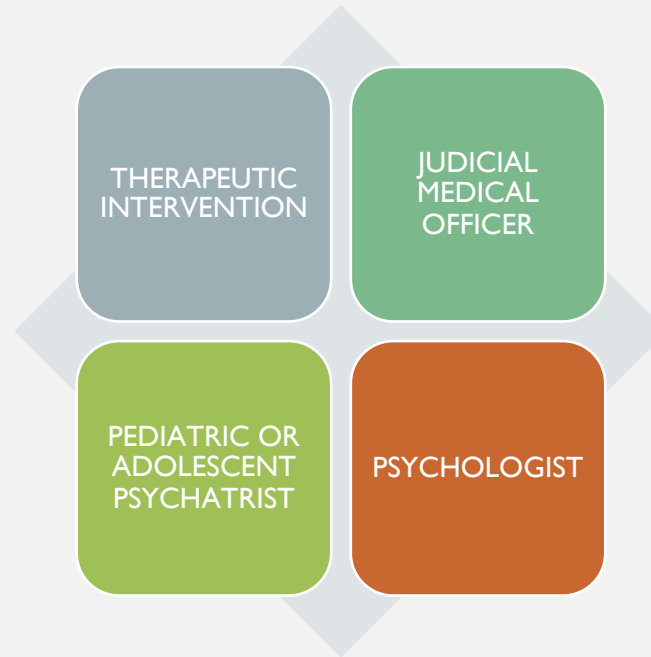 THERAPEUTIC
INTERVENTION
JUDICIAL
MEDICAL
OFFICER
PEDIATRIC OR
ADOLESCENT
PSYCHATRIST
PSYCHOLOGIST